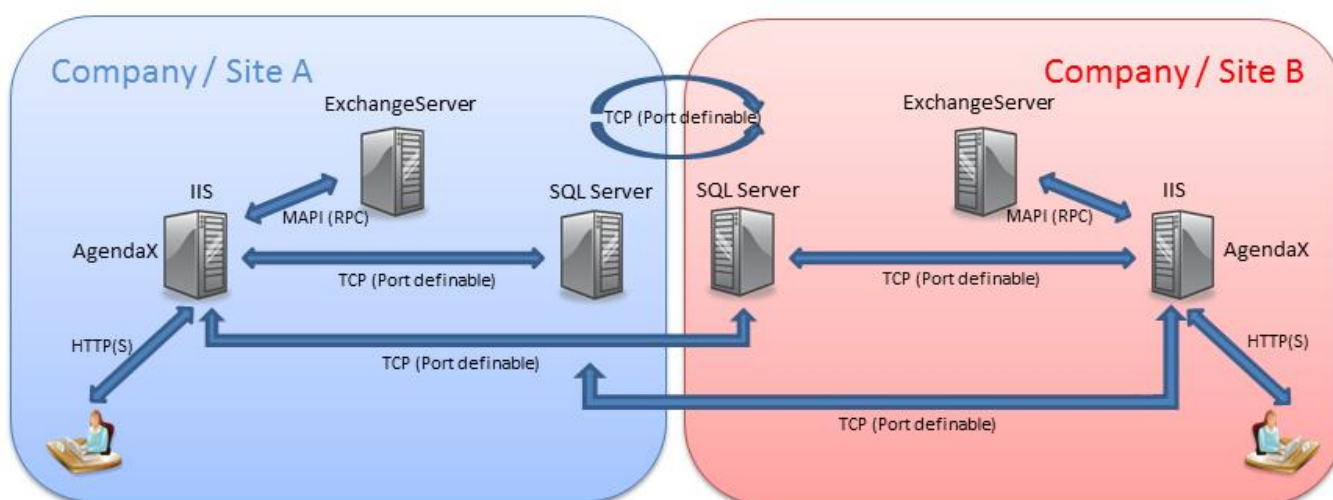 Company / Site A
Company / Site B
ExchangeServer
TCP (Port definable)
ExchangeServer
IIS
SQL Server
SQL Server
IIS
MAPI (RPC)
MAPI (RPC)
AgendaX
AgendaX
TCP (Port definable)
TCP (Port definable)
HTTP(S)
TCP (Port definable)
HTTP(S)
TCP (Port definable)